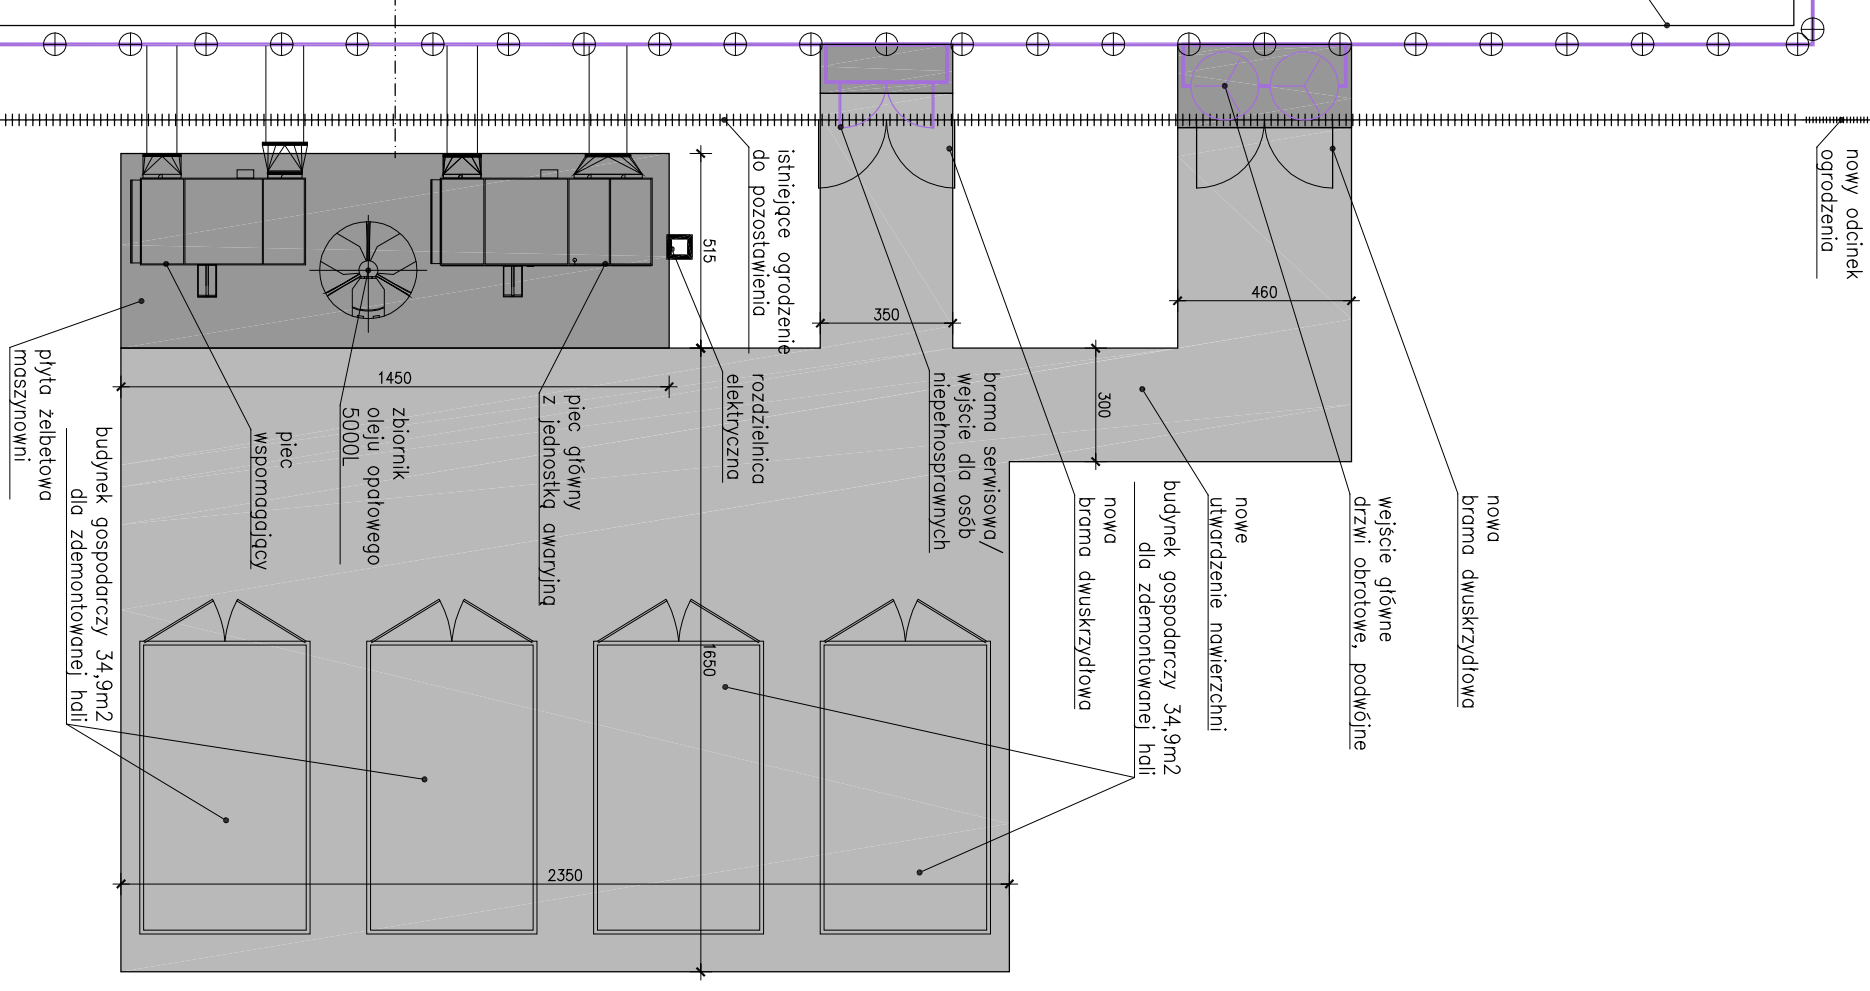 nowy odcinek
ogrodzenia
istniejące ogrodzenie
do pozostawienia
515
460
350
1450
300
płyta żelbetowa
maszynowni
budynek gospodarczy 34,9m2
dla zdemontowanej hali
piec
wspomagający
zbiornik
oleju opałowego
5000L
piec główny
z jednostką awaryjną
rozdzielnica
elektryczna
brama serwisowa/
wejście dla osób
niepełnosprawnych
nowa
brama dwuskrzydłowa
budynek gospodarczy 34,9m2
dla zdemontowanej hali
nowe
utwardzenie nawierzchni
wejście główne
drzwi obrotowe, podwójne
nowa
brama dwuskrzydłowa
1650
2350